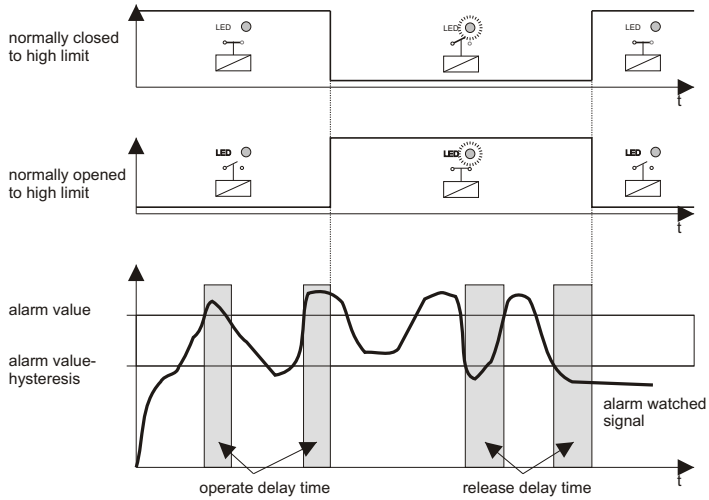 normally closed
to high limit
LED
LED
LED
t
normally opened
to high limit
LED
LED
LED
t
alarm value
alarm value-
hysteresis
alarm watched
signal
t
operate delay time
release delay time